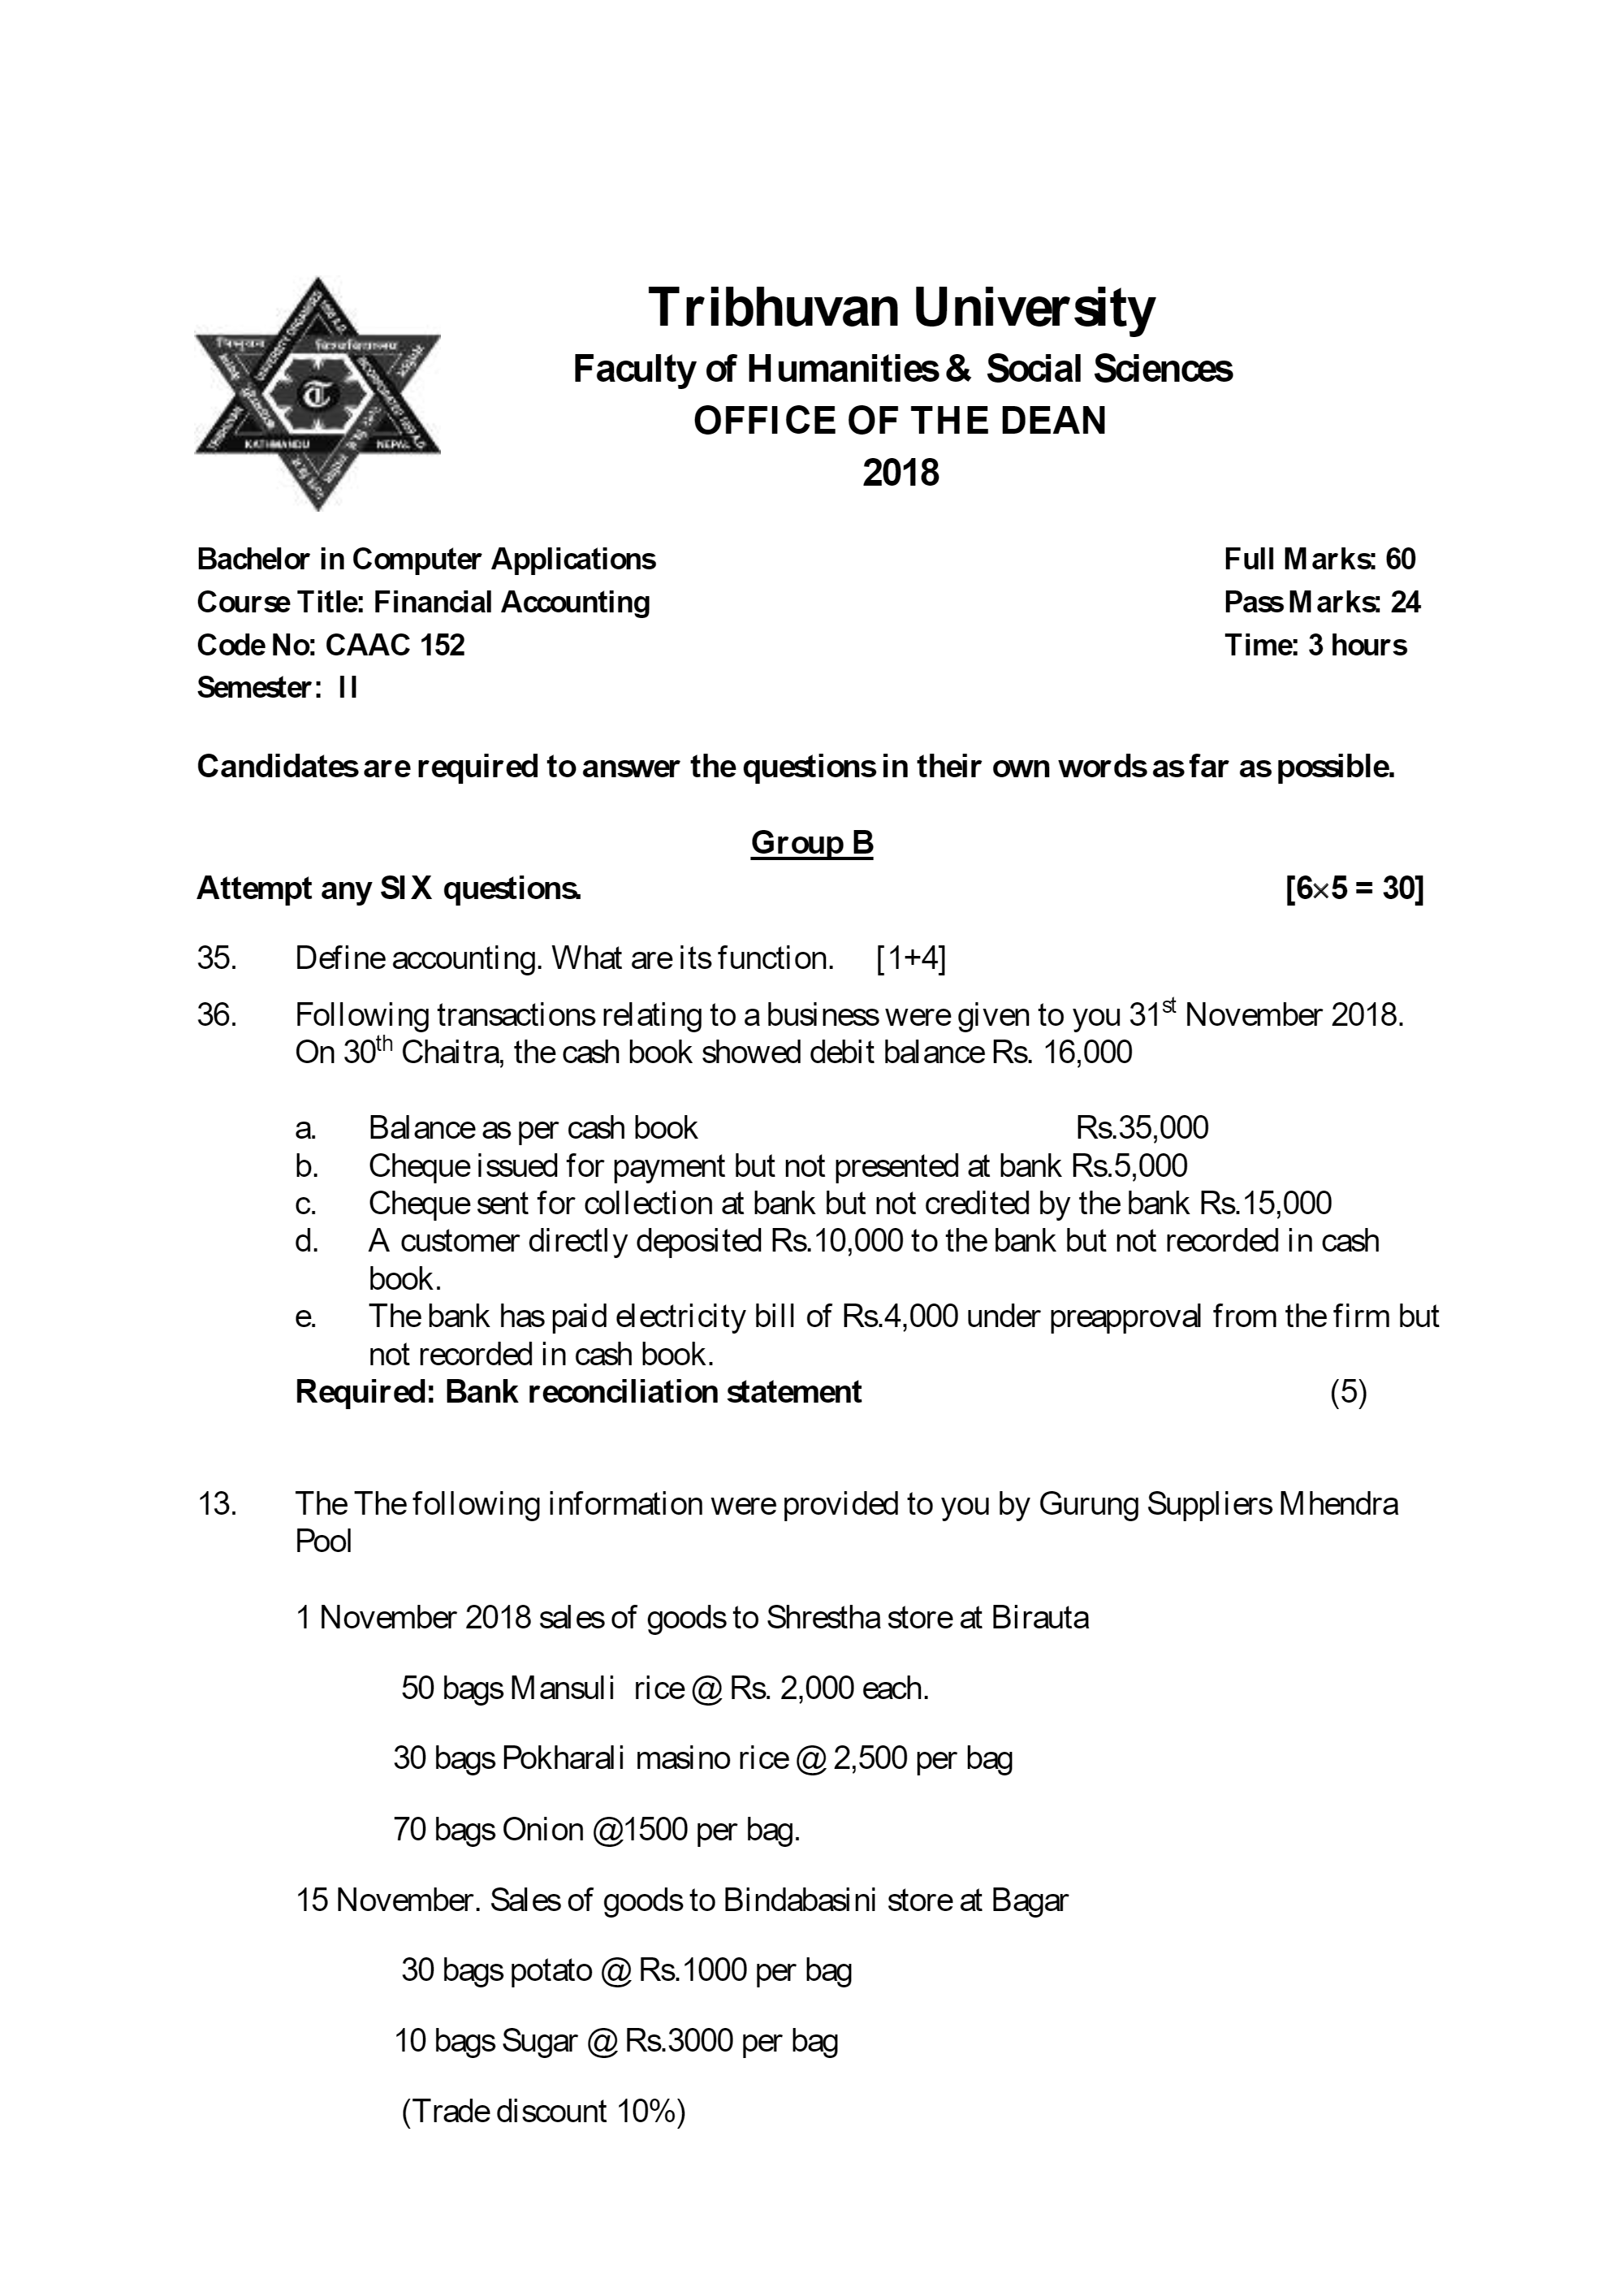 Tribhuvan University
Faculty of Humanities & Social Sciences
OFFICE OF THE DEAN
2018
KATHMANDU
NEPAL
Bachelor in Computer Applications Full Marks: 60
Course Title: Financial Accounting Pass Marks: 24
Code No: CAAC 152 Time: 3 hours
Semester: II
Candidates are required to answer the questions in their own words as far as possible.
Group B
Attempt any SIX questions. [6×5 = 30]
35. Define accounting. What are its function. [1+4]
36. Following transactions relating to a business were given to you 31st November 2018.
On 30th Chaitra, the cash book showed debit balance Rs. 16,000
a. Balance as per cash book Rs.35,000
b. Cheque issued for payment but not presented at bank Rs.5,000
c. Cheque sent for collection at bank but not credited by the bank Rs.15,000
d. A customer directly deposited Rs.10,000 to the bank but not recorded in cash
book.
e. The bank has paid electricity bill of Rs.4,000 under preapproval from the firm but
not recorded in cash book.
Required: Bank reconciliation statement (5)
13. The The following information were provided to you by Gurung Suppliers Mhendra
Pool
1 November 2018 sales of goods to Shrestha store at Birauta
50 bags Mansuli rice @ Rs. 2,000 each.
30 bags Pokharali masino rice @ 2,500 per bag
70 bags Onion @1500 per bag.
15 November. Sales of goods to Bindabasini store at Bagar
30 bags potato @ Rs.1000 per bag
10 bags Sugar @ Rs.3000 per bag
(Trade discount 10%)